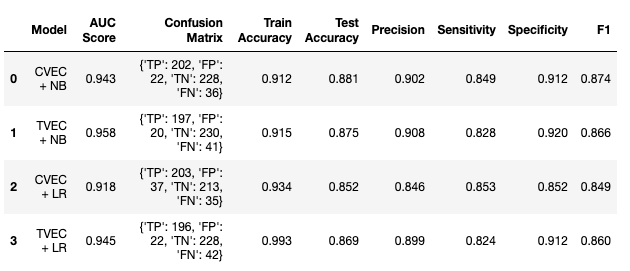 Model AUC Score Confusion Matrix Train Accuracy Test Accuracy Precision Sensitivity Specificity F1
0 CVEC + NB 0.943 {'TP': 202, 'FP': 22, 'TN': 228, 'FN': 36} 0.912 0.881 0.902 0.849 0.912 0.874
1 TVEC + NB 0.958 {'TP': 197, 'FP': 20, 'TN': 230, 'FN': 41} 0.915 0.875 0.908 0.828 0.920 0.866
2 CVEC + LR 0.918 {'TP': 203, 'FP': 37, 'TN': 213, 'FN': 35} 0.934 0.852 0.846 0.853 0.852 0.849
3 TVEC + LR 0.945 {'TP': 196, 'FP': 22, 'TN': 228, 'FN': 42} 0.993 0.869 0.899 0.824 0.912 0.860